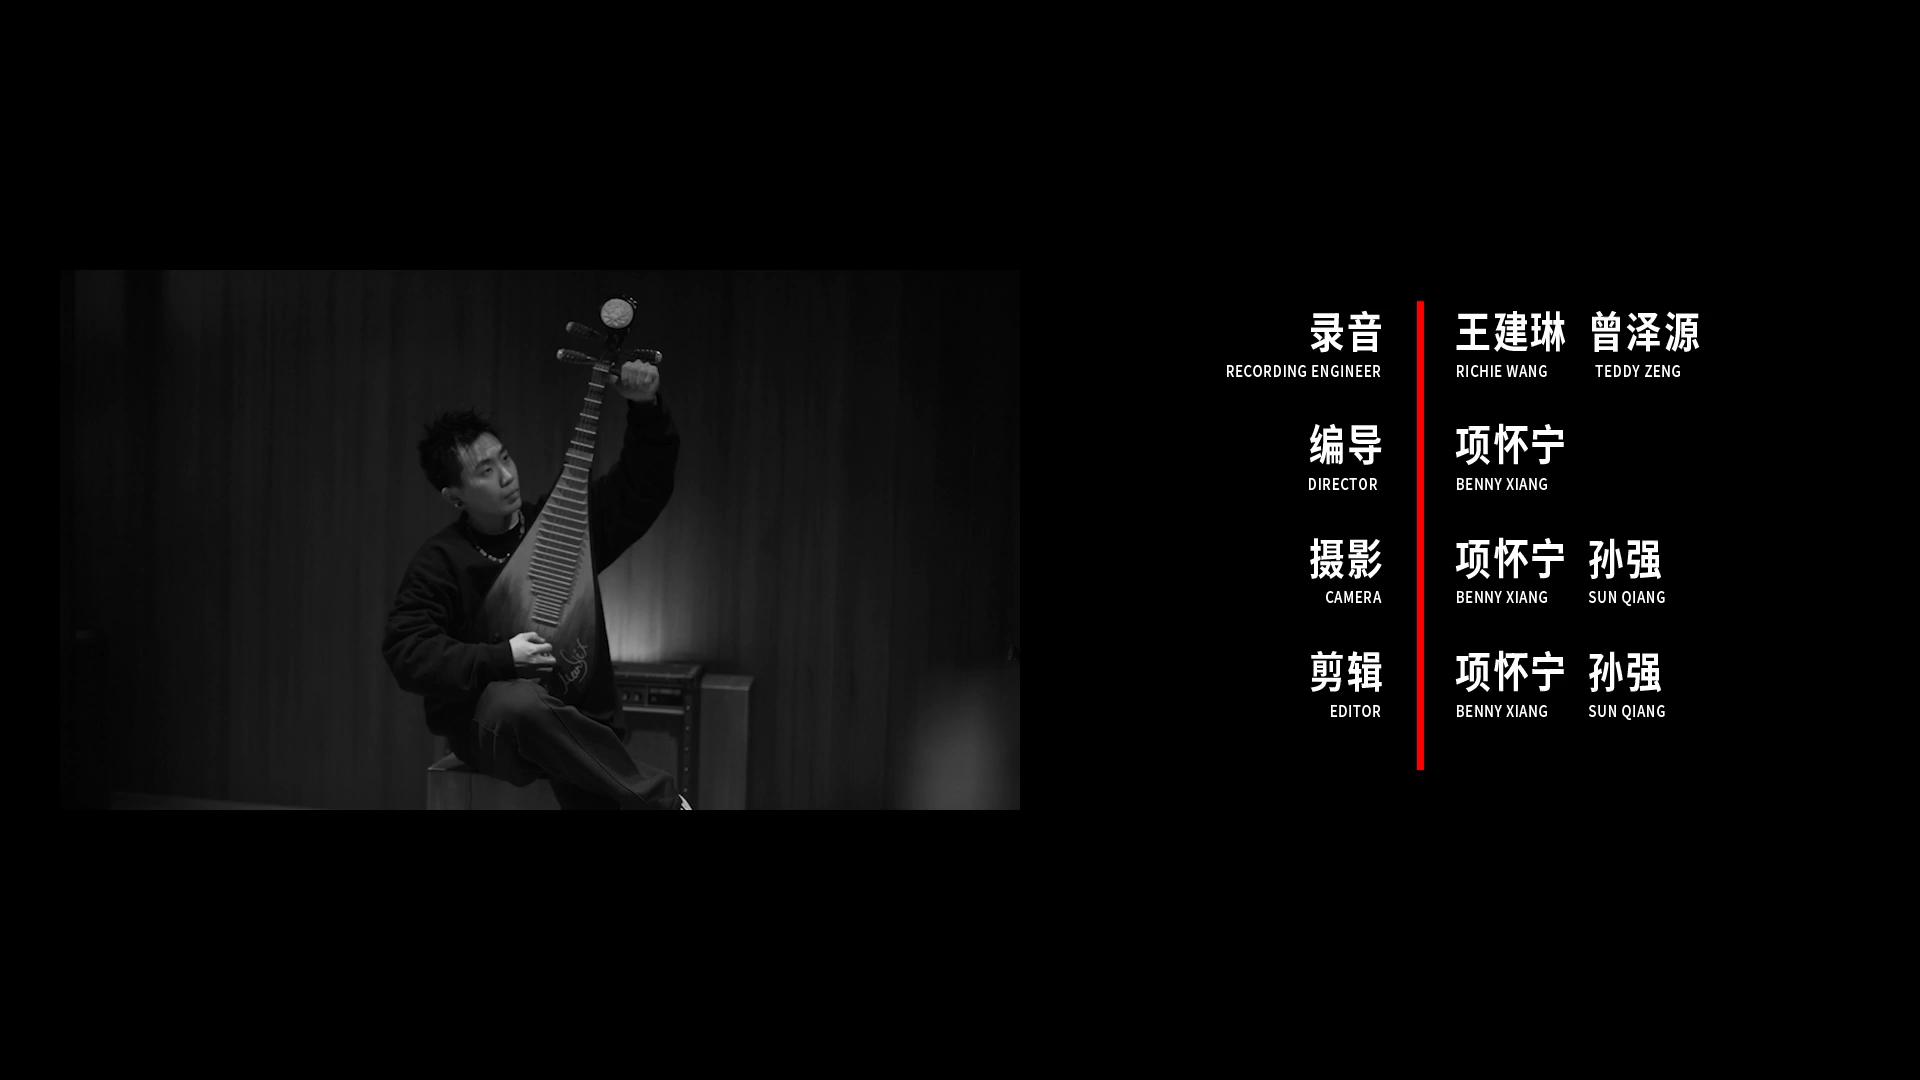 录音 王建琳 曾泽源
RECORDING ENGINEER RICHIE WANG TEDDY ZENG
编导 项怀宁
DIRECTOR BENNY XIANG
摄影 项怀宁 孙强
CAMERA BENNY XIANG SUN QIANG
剪辑 项怀宁 孙强
EDITOR BENNY XIANG SUN QIANG